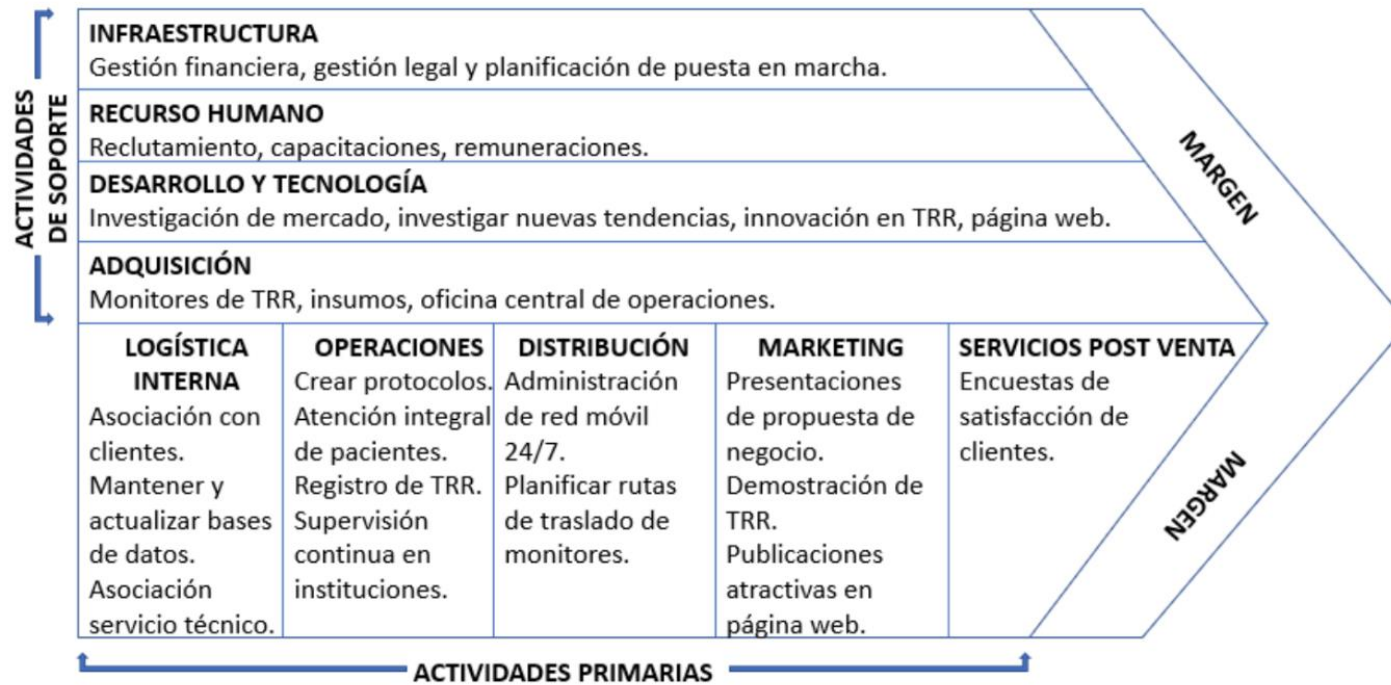 ACTIVIDADES
DE SOPORTE
INFRAESTRUCTURA
Gestión financiera, gestión legal y planificación de puesta en marcha.
RECURSO HUMANO
Reclutamiento, capacitaciones, remuneraciones.
DESARROLLO Y TECNOLOGÍA
Investigación de mercado, investigar nuevas tendencias, innovación en TRR, página web.
ADQUISICIÓN
Monitores de TRR, insumos, oficina central de operaciones.
MARGEN
LOGÍSTICA
INTERNA
Asociación con
clientes.
Mantener y
actualizar bases
de datos.
Asociación
servicio técnico.
OPERACIONES
Crear protocolos.
Atención integral
de pacientes.
Registro de TRR.
Supervisión
continua en
instituciones.
DISTRIBUCIÓN
Administración
de red móvil
24/7.
Planificar rutas
de traslado de
monitores.
MARKETING
Presentaciones
de propuesta de
negocio.
Demostración de
TRR.
Publicaciones
atractivas en
página web.
SERVICIOS POST VENTA
Encuestas de
satisfacción de
clientes.
MARGEN
ACTIVIDADES PRIMARIAS